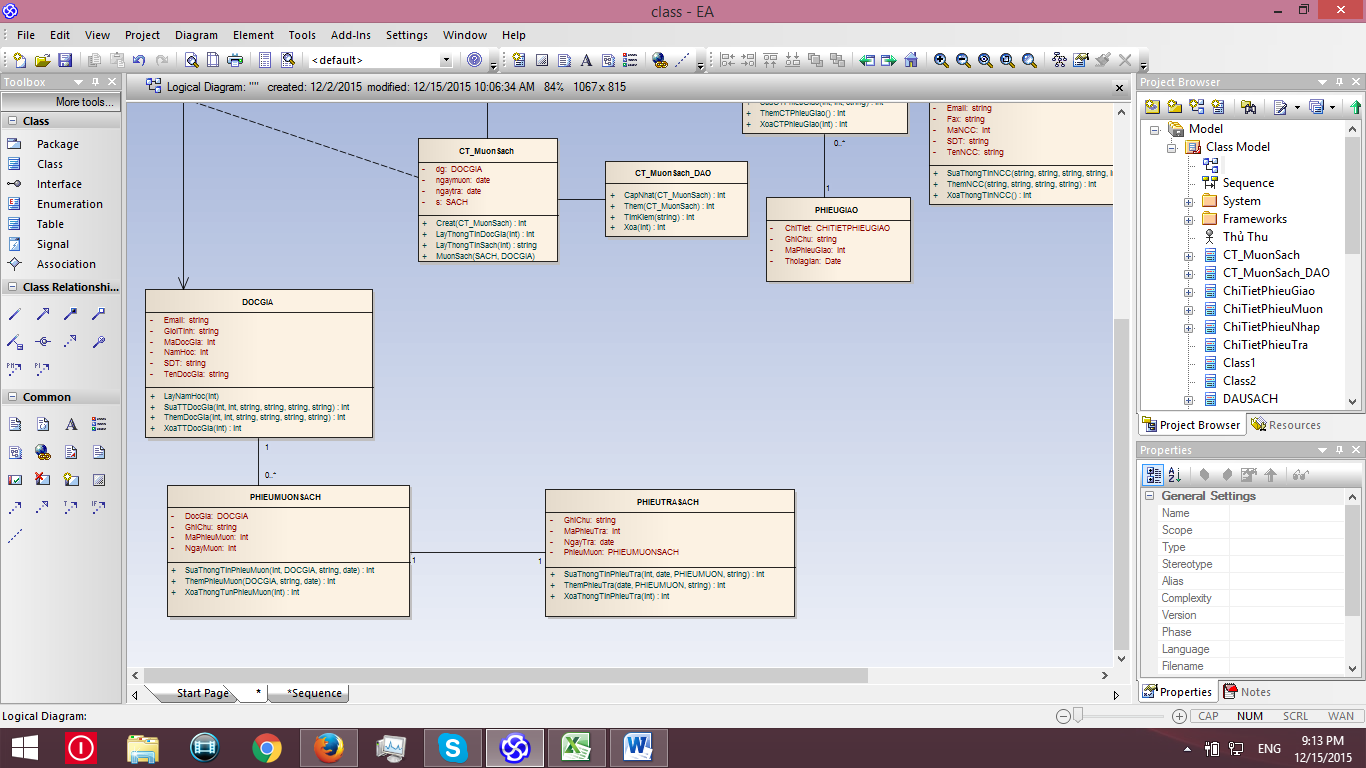 class - EA
File Edit View Project Diagram Element Tools Add-Ins Settings Window Help
<default>
Toolbox
More tools...
Class
Package
Class
Interface
Enumeration
Table
Signal
Association
Class Relationshi...
Common
Logical Diagram: "" created: 12/2/2015 modified: 12/15/2015 10:06:34 AM 84% 1067 x 815
CT_MuonSach
- dg: DOCGIA
- ngaymuon: date
- ngaytra: date
- s: SACH
+ Creat(CT_MuonSach) : int
+ LayThongTinDocGia(int) : int
+ LayThongTinSach(int) : string
+ MuonSach(SACH, DOCGIA)
CT_MuonSach_DAO
+ CapNhat(CT_MuonSach) : int
+ Them(CT_MuonSach) : int
+ TimKiem(string) : int
+ Xoa(int) : int
+ ThemCTPhieuGiao() : int
+ XoaCTPhieuGiao(int) : int
0..*
1
PHIEUGIAO
- ChiTiet: CHITIETPHIEUGIAO
- GhiChu: string
- MaPhieuGiao: int
- Thoigian: Date
- Email: string
- Fax: string
- MaNCC: int
- SDT: string
- TenNCC: string
+ SuaThongTinNCC(string, string, string, string, in
+ ThemNCC(string, string, string, string) : int
+ XoaThongTinNCC() : int
DOCGIA
- Email: string
- GioiTinh: string
- MaDocGia: int
- NamHoc: int
- SDT: string
- TenDocGia: string
+ LayNamHoc(int)
+ SuaTTDocGia(int, int, string, string, string, string) : int
+ ThemDocGia(int, int, string, string, string, string) : int
+ XoaTTDocGia(int) : int
1
0..*
PHIEUMUONSACH
- DocGia: DOCGIA
- GhiChu: string
- MaPhieuMuon: int
- NgayMuon: int
+ SuaThongTinPhieuMuon(int, DOCGIA, string, date) : int
+ ThemPhieuMuon(DOCGIA, string, date) : int
+ XoaThongTunPhieuMuon(int) : int
1
1
PHIEUTRASACH
- GhiChu: string
- MaPhieuTra: int
- NgayTra: date
- PhieuMuon: PHIEUMUONSACH
+ SuaThongTinPhieuTra(int, date, PHIEUMUON, string) : int
+ ThemPhieuTra(date, PHIEUMUON, string) : int
+ XoaThongTinPhieuTra(int) : int
Start Page * *Sequence
Project Browser
Model
Class Model
Sequence
System
Frameworks
Thủ Thu
CT_MuonSach
CT_MuonSach_DAO
ChiTietPhieuGiao
ChiTietPhieuMuon
ChiTietPhieuNhap
ChiTietPhieuTra
Class1
Class2
DAUSACH
Project Browser Resources
Properties
General Settings
Name
Scope
Type
Stereotype
Alias
Complexity
Version
Phase
Language
Filename
Properties Notes
Logical Diagram:
CAP NUM SCRL WAN
ENG
9:13 PM
12/15/2015